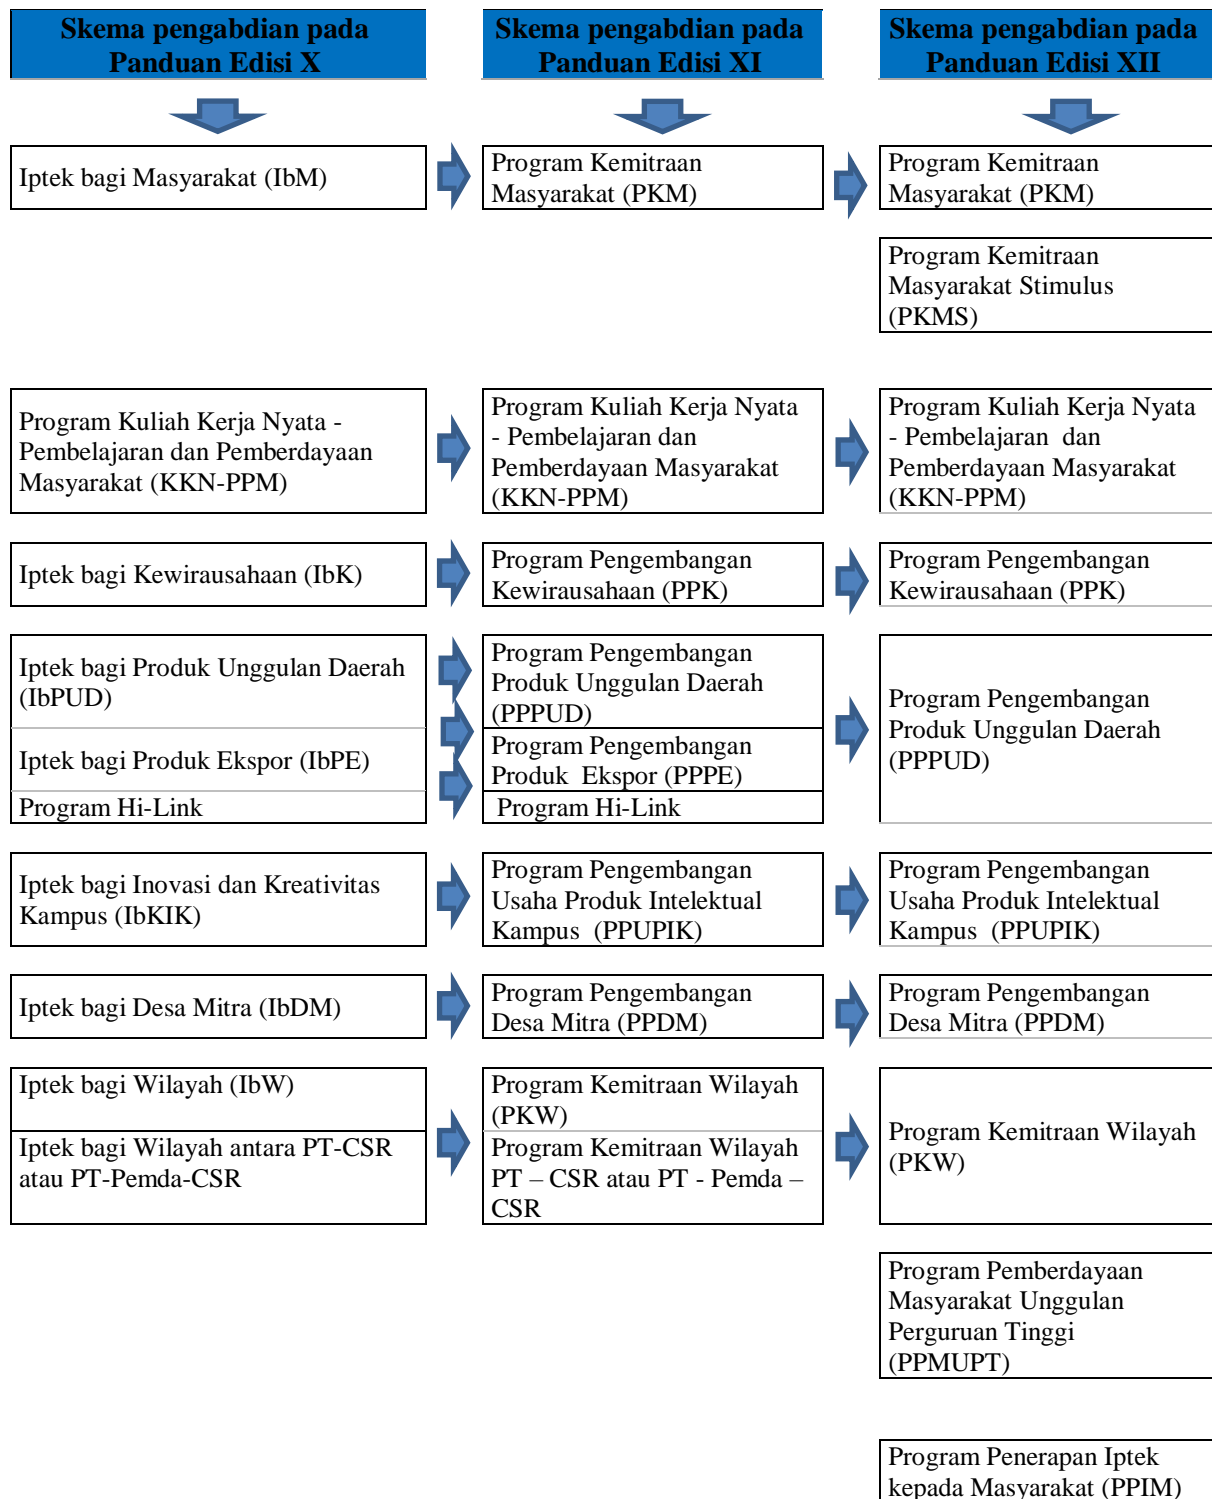 Skema pengabdian pada
Panduan Edisi X
Skema pengabdian pada
Panduan Edisi XI
Skema pengabdian pada
Panduan Edisi XII
Iptek bagi Masyarakat (IbM)
Program Kemitraan
Masyarakat (PKM)
Program Kemitraan
Masyarakat (PKM)
Program Kemitraan
Masyarakat Stimulus
(PKMS)
Program Kuliah Kerja Nyata -
Pembelajaran dan Pemberdayaan
Masyarakat (KKN-PPM)
Program Kuliah Kerja Nyata
- Pembelajaran dan
Pemberdayaan Masyarakat
(KKN-PPM)
Program Kuliah Kerja Nyata
- Pembelajaran  dan
Pemberdayaan Masyarakat
(KKN-PPM)
Iptek bagi Kewirausahaan (IbK)
Program Pengembangan
Kewirausahaan (PPK)
Program Pengembangan
Kewirausahaan (PPK)
Iptek bagi Produk Unggulan Daerah
(IbPUD)
Program Pengembangan
Produk Unggulan Daerah
(PPPUD)
Program Pengembangan
Produk Unggulan Daerah
(PPPUD)
Iptek bagi Produk Ekspor (IbPE)
Program Pengembangan
Produk  Ekspor (PPPE)
Program Hi-Link
Program Hi-Link
Iptek bagi Inovasi dan Kreativitas
Kampus (IbKIK)
Program Pengembangan
Usaha Produk Intelektual
Kampus  (PPUPIK)
Program Pengembangan
Usaha Produk Intelektual
Kampus  (PPUPIK)
Iptek bagi Desa Mitra (IbDM)
Program Pengembangan
Desa Mitra (PPDM)
Program Pengembangan
Desa Mitra (PPDM)
Iptek bagi Wilayah (IbW)
Program Kemitraan Wilayah
(PKW)
Program Kemitraan Wilayah
(PKW)
Iptek bagi Wilayah antara PT-CSR
atau PT-Pemda-CSR
Program Kemitraan Wilayah
PT – CSR atau PT - Pemda –
CSR
Program Pemberdayaan
Masyarakat Unggulan
Perguruan Tinggi
(PPMUPT)
Program Penerapan Iptek
kepada Masyarakat (PPIM)